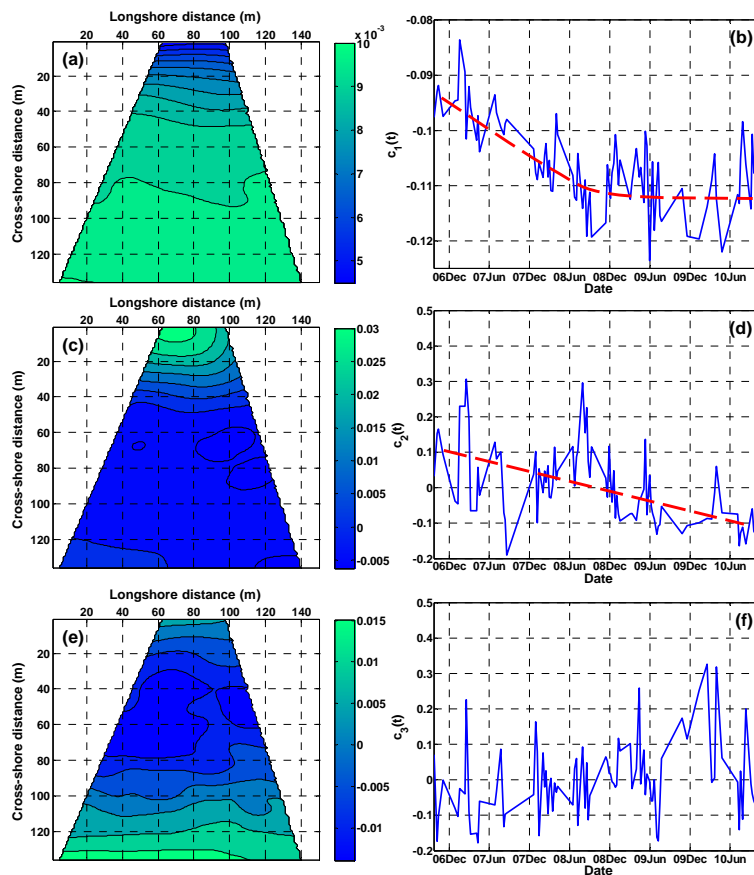 Longshore distance (m)
20 40 60 80 100 120 140
x 10⁻³
10
9
8
7
6
5
(a)
Cross-shore distance (m)
20
40
60
80
100
120
(b)
-0.08
-0.09
-0.1
-0.11
-0.12
c₁(t)
06Dec 07Jun 07Dec 08Jun 08Dec 09Jun 09Dec 10Jun
Date
Longshore distance (m)
20 40 60 80 100 120 140
(c)
Cross-shore distance (m)
20
40
60
80
100
120
0.03
0.025
0.02
0.015
0.01
0.005
0
-0.005
(d)
0.5
0.4
0.3
0.2
0.1
0
-0.1
-0.2
c₂(t)
06Dec 07Jun 07Dec 08Jun 08Dec 09Jun 09Dec 10Jun
Date
Longshore distance (m)
20 40 60 80 100 120 140
(e)
Cross-shore distance (m)
20
40
60
80
100
120
0.015
0.01
0.005
0
-0.005
-0.01
(f)
0.5
0.4
0.3
0.2
0.1
0
-0.1
-0.2
c₃(t)
06Dec 07Jun 07Dec 08Jun 08Dec 09Jun 09Dec 10Jun
Date